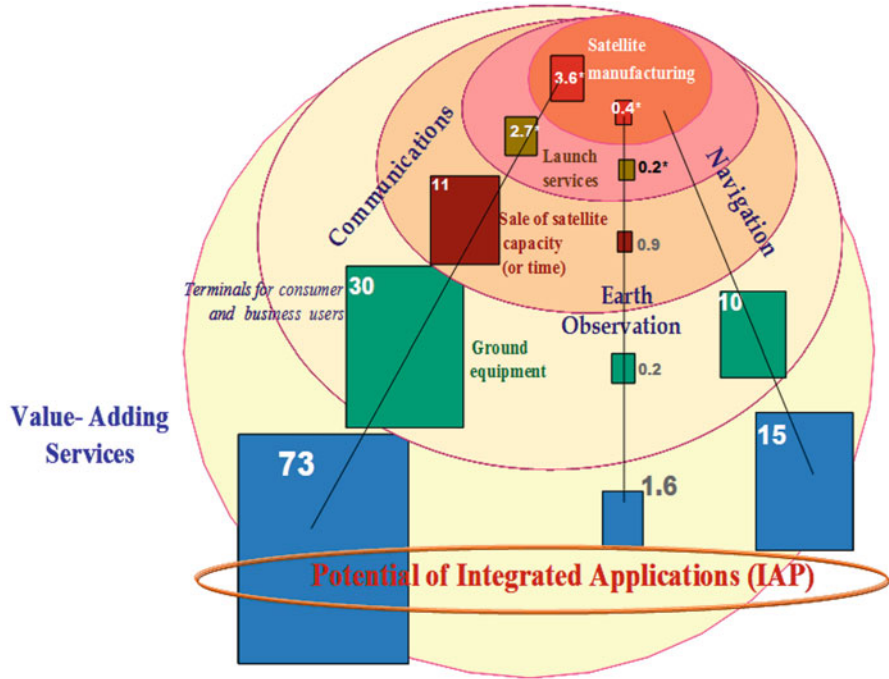 Satellite
manufacturing
3.6*
0.4*
Communications
2.7*
Launch
services
0.2*
Navigation
11
Sale of satellite
capacity
(or time)
0.9
Terminals for consumer
and business users
30
Earth
Observation
10
Ground
equipment
0.2
Value- Adding
Services
73
1.6
15
Potential of Integrated Applications (IAP)